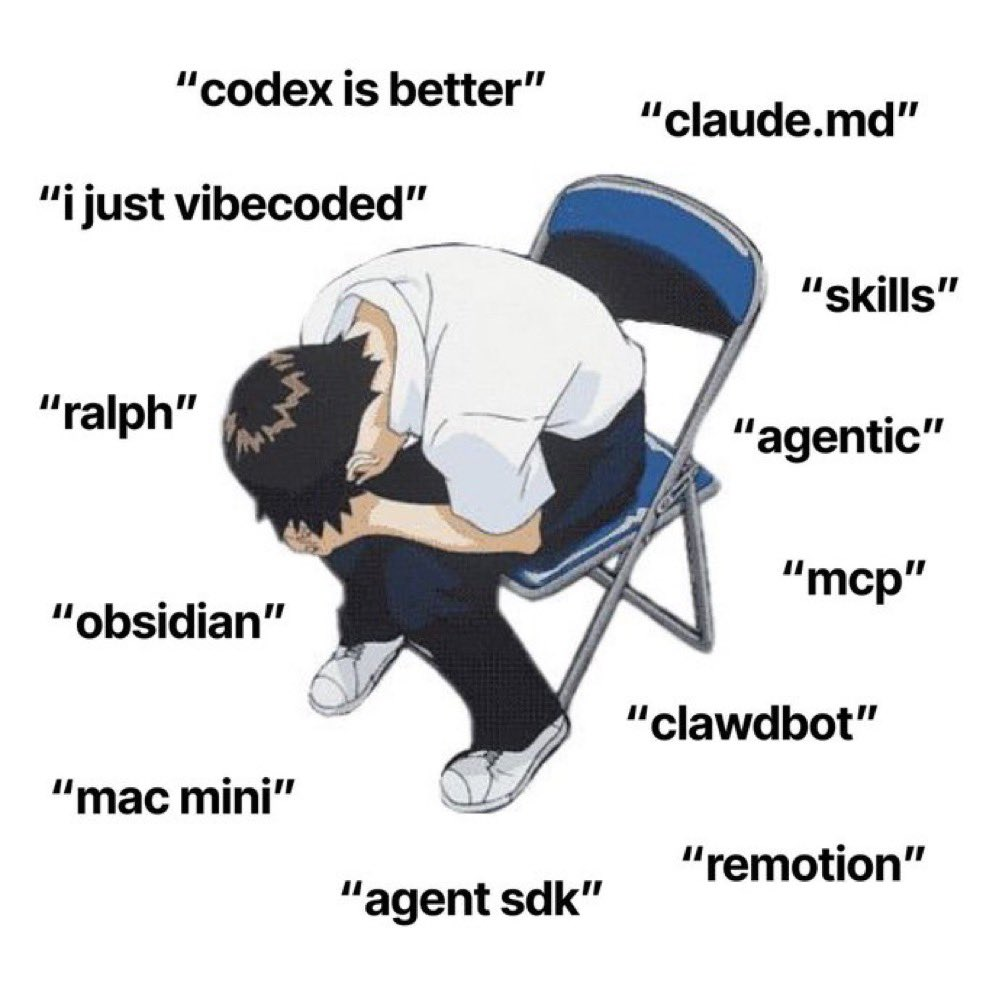 “codex is better”
“claude.md”
“i just vibecoded”
“skills”
“ralph”
“agentic”
“mcp”
“obsidian”
“clawdbot”
“mac mini”
“remotion”
“agent sdk”